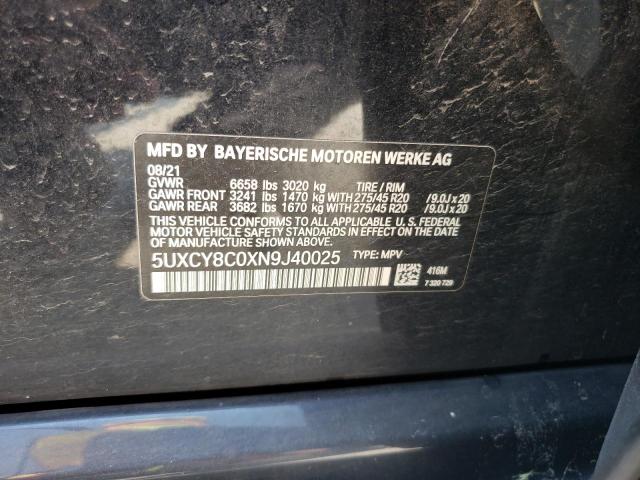 MFD BY BAYERISCHE MOTOREN WERKE AG
08/21
GVWR 6658 lbs 3020 kg TIRE / RIM
GAWR FRONT 3241 lbs 1470 kg WITH 275/45 R20 /9.0J x 20
GAWR REAR 3682 lbs 1670 kg WITH 275/45 R20 /9.0J x 20
THIS VEHICLE CONFORMS TO ALL APPLICABLE U.S. FEDERAL
MOTOR VEHICLE SAFETY STANDARDS IN EFFECT ON THE
DATE OF MANUFACTURE SHOWN ABOVE.
5UXCY8C0XN9J40025 TYPE: MPV
416M
7 320 729